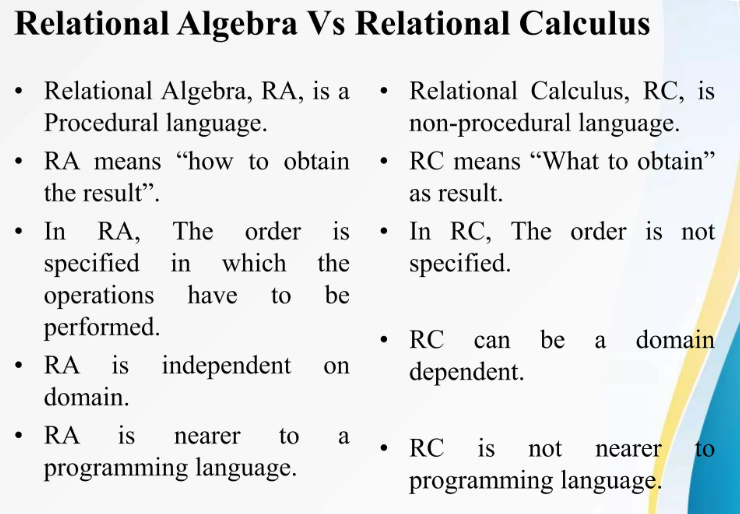 Relational Algebra Vs Relational Calculus
• Relational Algebra, RA, is a
Procedural language.
• RA means “how to obtain
the result”.
• In RA, The order is
specified in which the
operations have to be
performed.
• RA is independent on
domain.
• RA is nearer to a
programming language.
• Relational Calculus, RC, is
non-procedural language.
• RC means “What to obtain”
as result.
• In RC, The order is not
specified.
• RC can be a domain
dependent.
• RC is not nearer to
programming language.